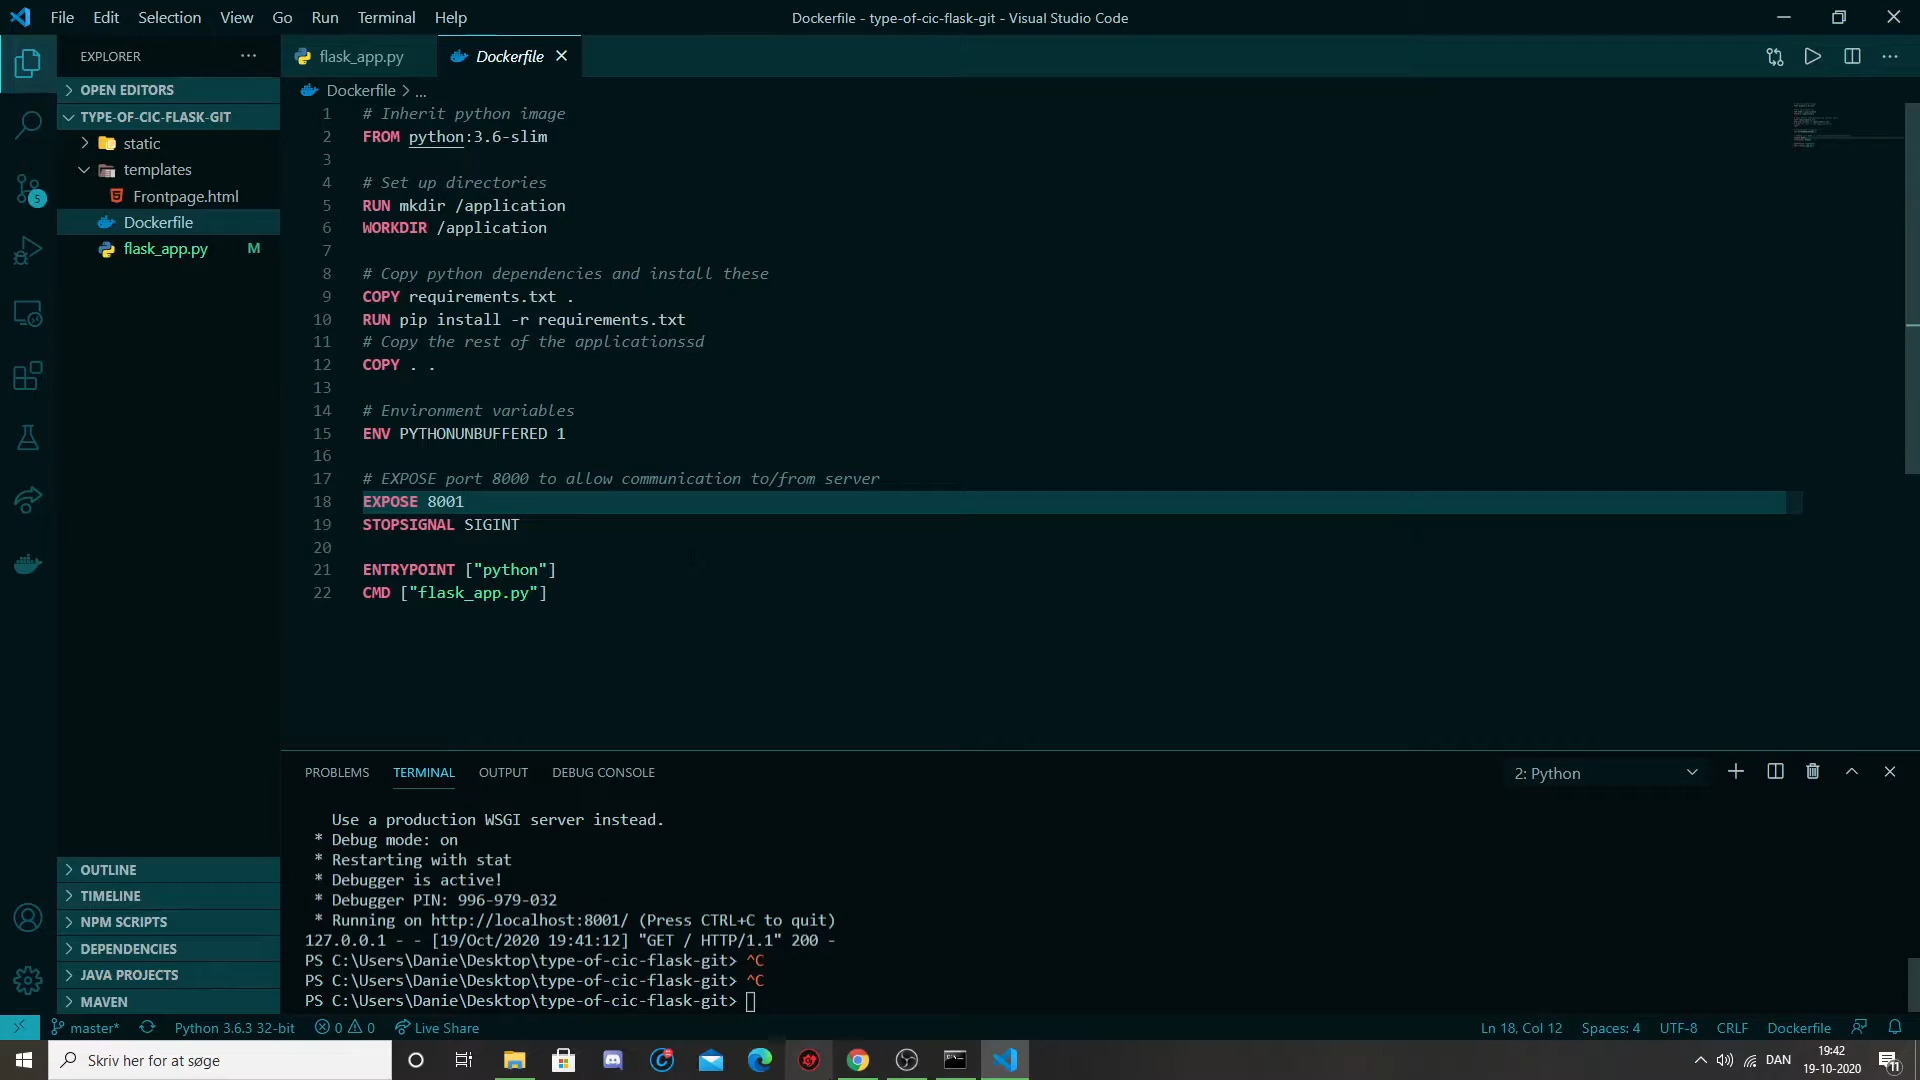 File Edit Selection View Go Run Terminal Help
Dockerfile - type-of-cic-flask-git - Visual Studio Code
EXPLORER
OPEN EDITORS
TYPE-OF-CIC-FLASK-GIT
static
templates
Frontpage.html
Dockerfile
flask_app.py M
5
OUTLINE
TIMELINE
NPM SCRIPTS
DEPENDENCIES
JAVA PROJECTS
MAVEN
flask_app.py
Dockerfile
Dockerfile > ...
1 # Inherit python image
2 FROM python:3.6-slim
3
4 # Set up directories
5 RUN mkdir /application
6 WORKDIR /application
7
8 # Copy python dependencies and install these
9 COPY requirements.txt .
10 RUN pip install -r requirements.txt
11 # Copy the rest of the applicationssd
12 COPY . .
13
14 # Environment variables
15 ENV PYTHONUNBUFFERED 1
16
17 # EXPOSE port 8000 to allow communication to/from server
18 EXPOSE 8001
19 STOPSIGNAL SIGINT
20
21 ENTRYPOINT ["python"]
22 CMD ["flask_app.py"]
PROBLEMS TERMINAL OUTPUT DEBUG CONSOLE
2: Python
Use a production WSGI server instead.
* Debug mode: on
* Restarting with stat
* Debugger is active!
* Debugger PIN: 996-979-032
* Running on http://localhost:8001/ (Press CTRL+C to quit)
127.0.0.1 - - [19/Oct/2020 19:41:12] "GET / HTTP/1.1" 200 -
PS C:\Users\Danie\Desktop\type-of-cic-flask-git> ^C
PS C:\Users\Danie\Desktop\type-of-cic-flask-git> ^C
PS C:\Users\Danie\Desktop\type-of-cic-flask-git>
master* Python 3.6.3 32-bit 0 0 Live Share
Ln 18, Col 12 Spaces: 4 UTF-8 CRLF Dockerfile
Skriv her for at søge
DAN
19:42
19-10-2020
11